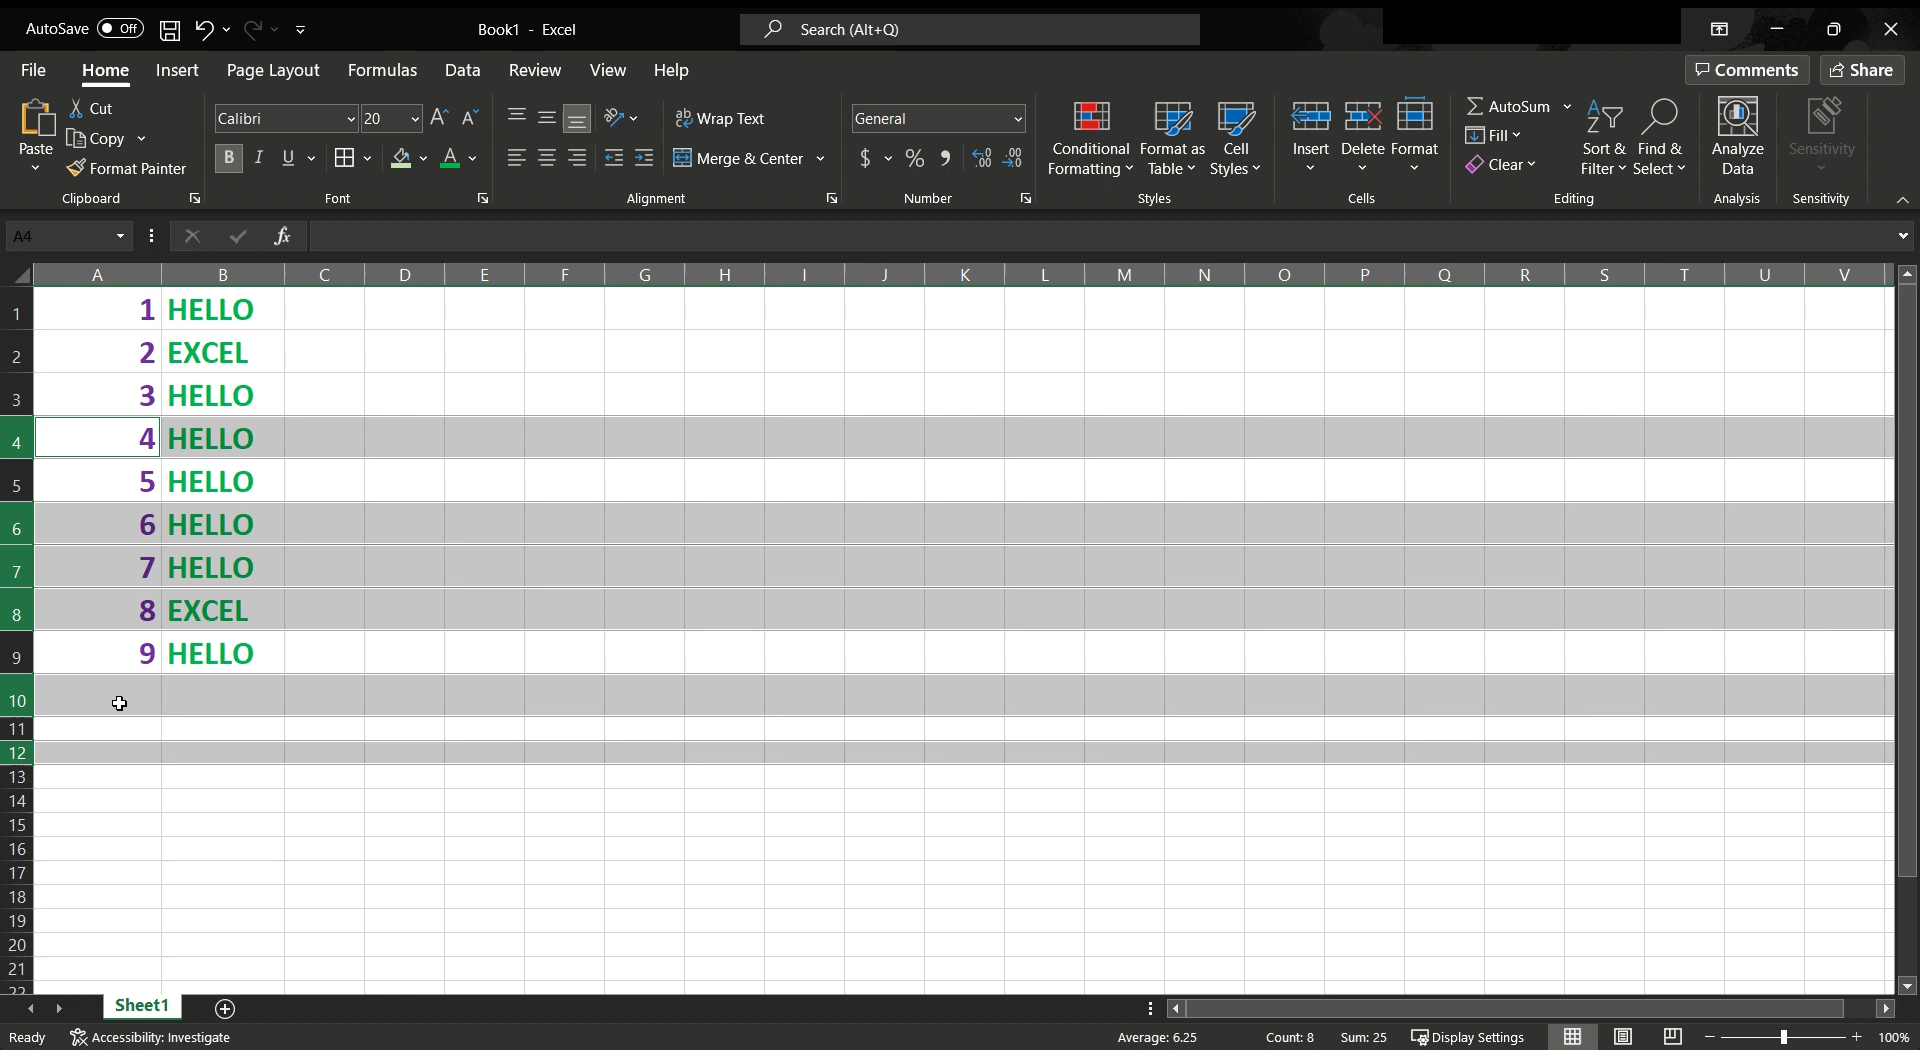 AutoSave Off Book1 - Excel Search (Alt+Q)
File Home Insert Page Layout Formulas Data Review View Help Comments Share
Paste Cut Copy Format Painter Clipboard
Calibri 20 B I U A Font
Wrap Text Merge & Center Alignment
General $ % Number
Conditional Formatting Format as Table Cell Styles Styles
Insert Delete Format Cells
AutoSum Fill Clear Sort & Filter Find & Select Editing
Analyze Data Analysis
Sensitivity Sensitivity
A4 fx
A B C D E F G H I J K L M N O P Q R S T U V
1 1 HELLO
2 2 EXCEL
3 3 HELLO
4 4 HELLO
5 5 HELLO
6 6 HELLO
7 7 HELLO
8 8 EXCEL
9 9 HELLO
10
11
12
13
14
15
16
17
18
19
20
21
22
Sheet1
Ready Accessibility: Investigate Average: 6.25 Count: 8 Sum: 25 Display Settings 100%